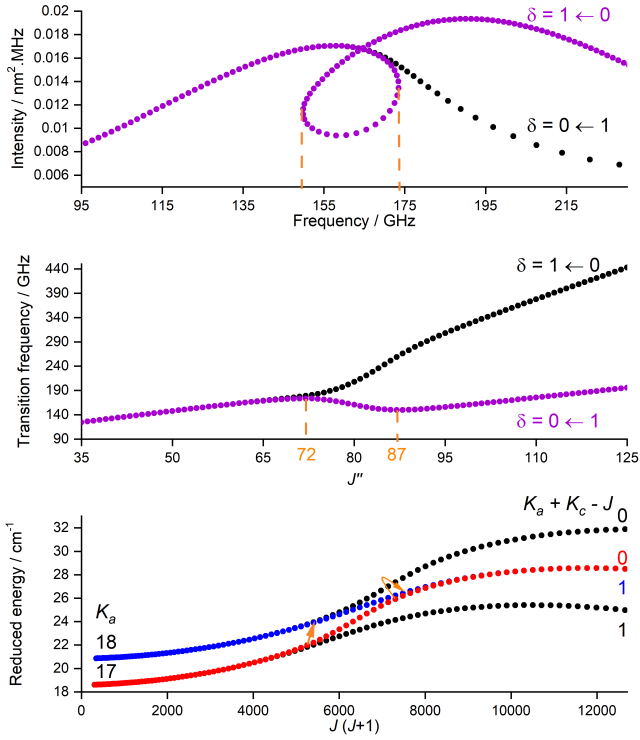 Intensity / nm².MHz
0.02
0.018
0.016
0.014
0.012
0.01
0.008
0.006
δ = 1 ← 0
δ = 0 ← 1
95 115 135 155 175 195 215
Frequency / GHz
Transition frequency / GHz
440
390
340
290
240
190
140
90
δ = 1 ← 0
δ = 0 ← 1
35 50 65 72 80 87 95 110 125
J″
Reduced energy / cm⁻¹
32
30
28
26
24
22
20
18
Kₐ + K꜀ - J
0
0
1
1
Kₐ
18
17
0 2000 4000 6000 8000 10000 12000
J (J+1)